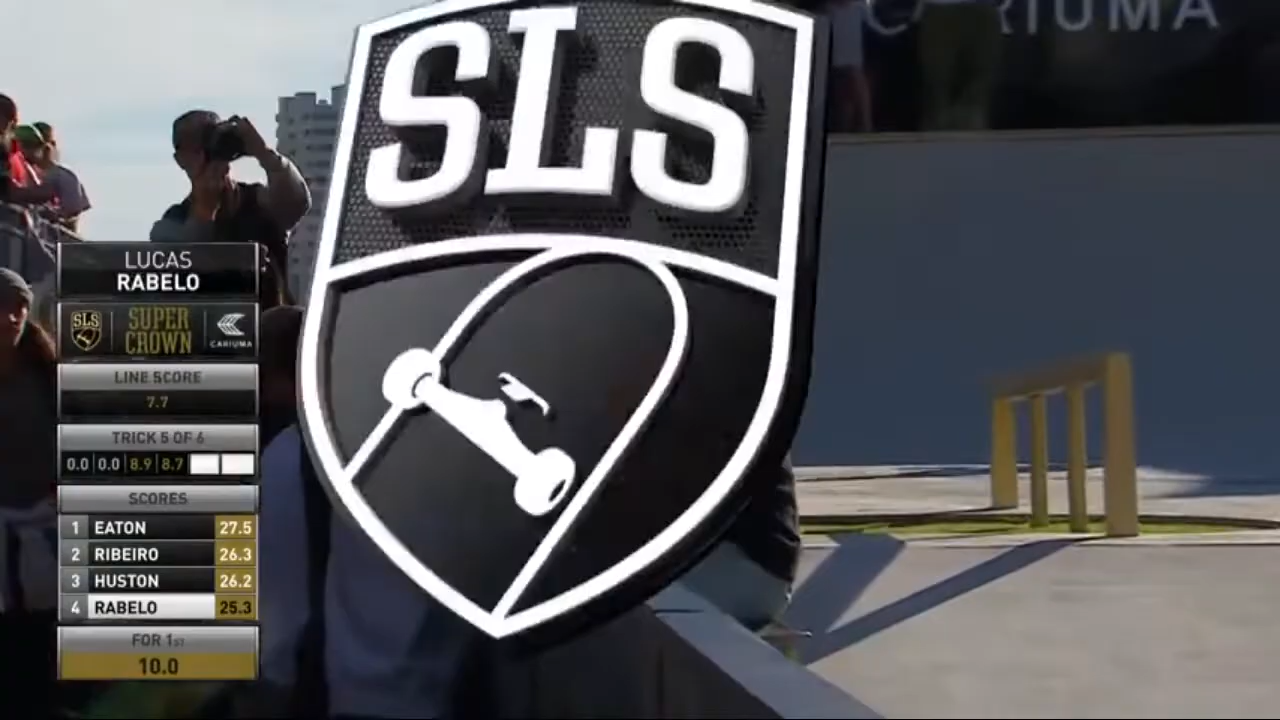 SLS
CARIUMA
LUCAS
RABELO
SLS
SUPER
CROWN
CARIUMA
LINE SCORE
7.7
TRICK 5 OF 6
0.0 0.0 8.9 8.7
SCORES
1 EATON 27.5
2 RIBEIRO 26.3
3 HUSTON 26.2
4 RABELO 25.3
FOR 1ST
10.0